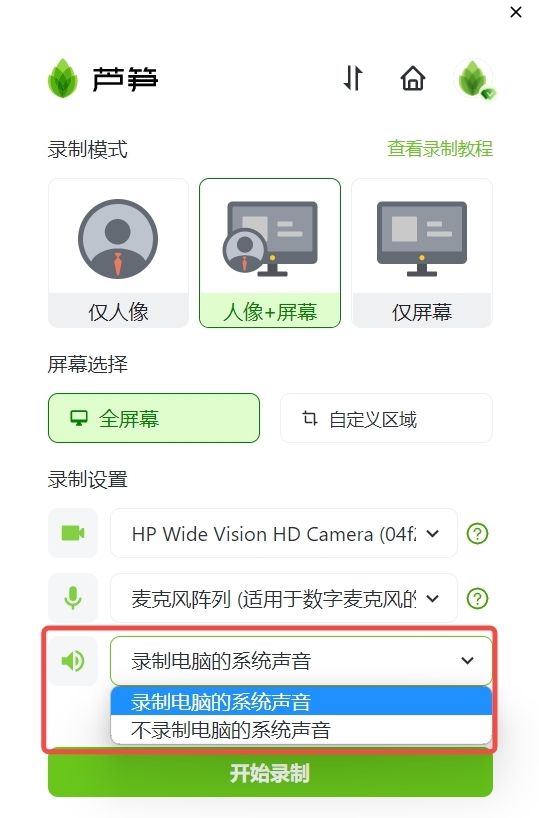 芦笋
录制模式
查看录制教程
仅人像
人像+屏幕
仅屏幕
屏幕选择
全屏幕
自定义区域
录制设置
HP Wide Vision HD Camera (04f2
麦克风阵列 (适用于数字麦克风的
录制电脑的系统声音
录制电脑的系统声音
不录制电脑的系统声音
开始录制